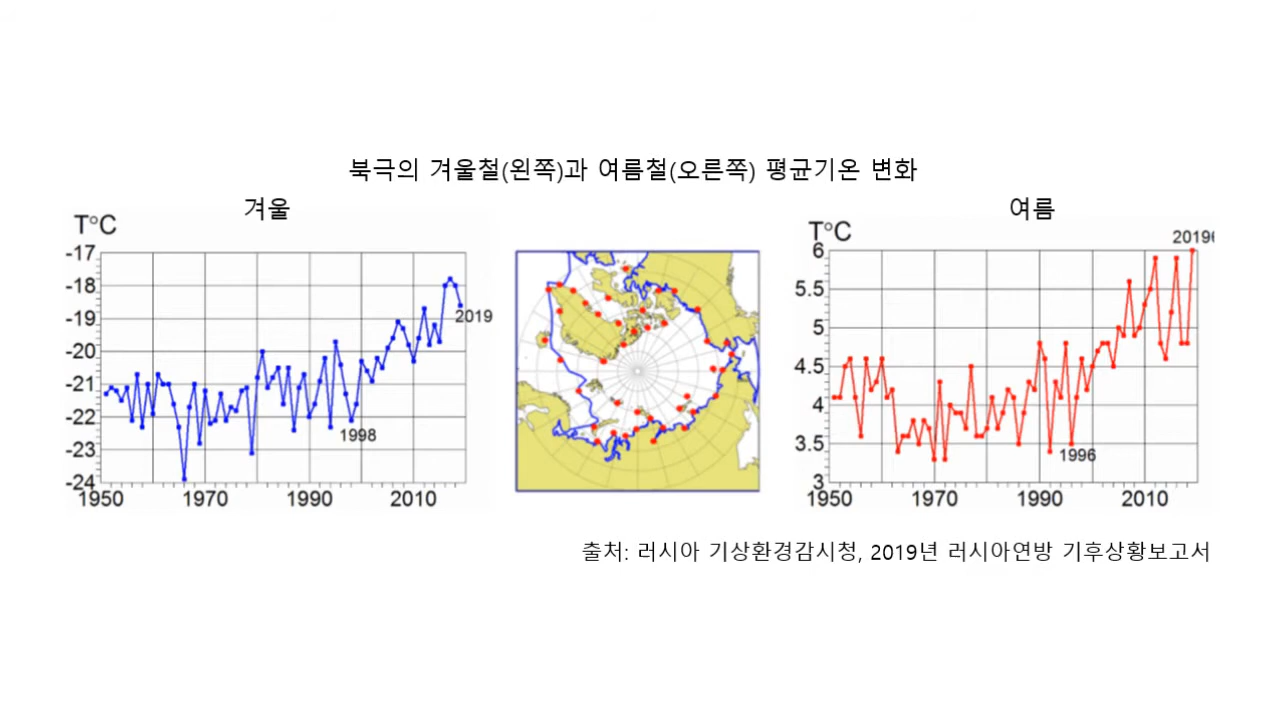 북극의 겨울철(왼쪽)과 여름철(오른쪽) 평균기온 변화
겨울
T°C
-17
-18
-19
-20
-21
-22
-23
-24
1950 1970 1990 2010
2019
1998
여름
T°C
6
5.5
5
4.5
4
3.5
3
1950 1970 1990 2010
2019
1996
출처: 러시아 기상환경감시청, 2019년 러시아연방 기후상황보고서